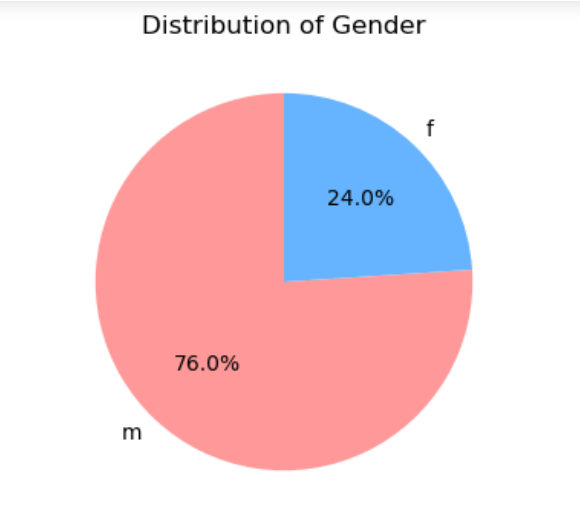 Distribution of Gender
f
24.0%
76.0%
m